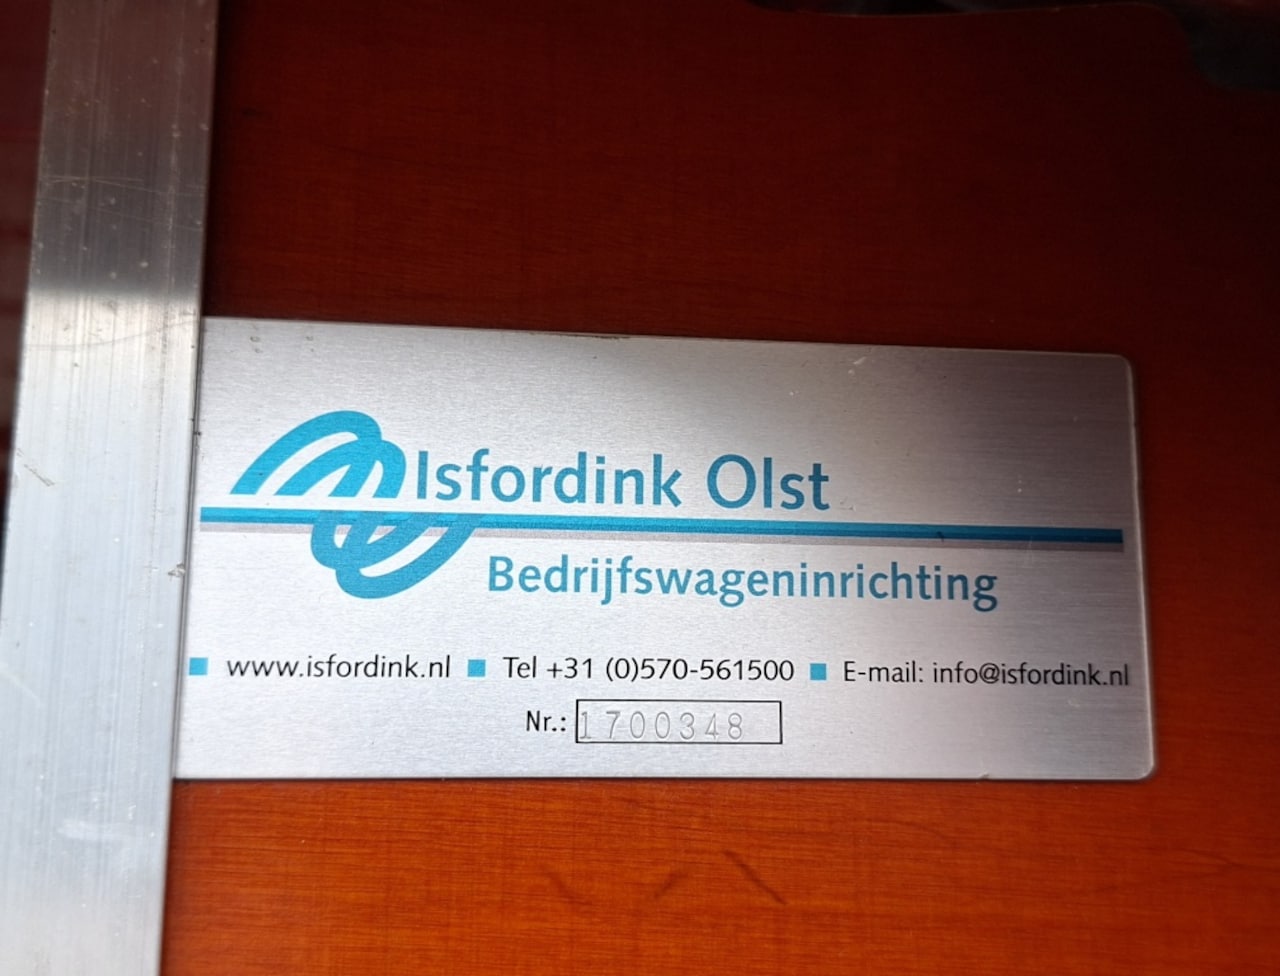 Isfordink Olst
Bedrijfswageninrichting
www.isfordink.nl ■ Tel +31 (0)570-561500 ■ E-mail: info@isfordink.nl
Nr.: 1700348